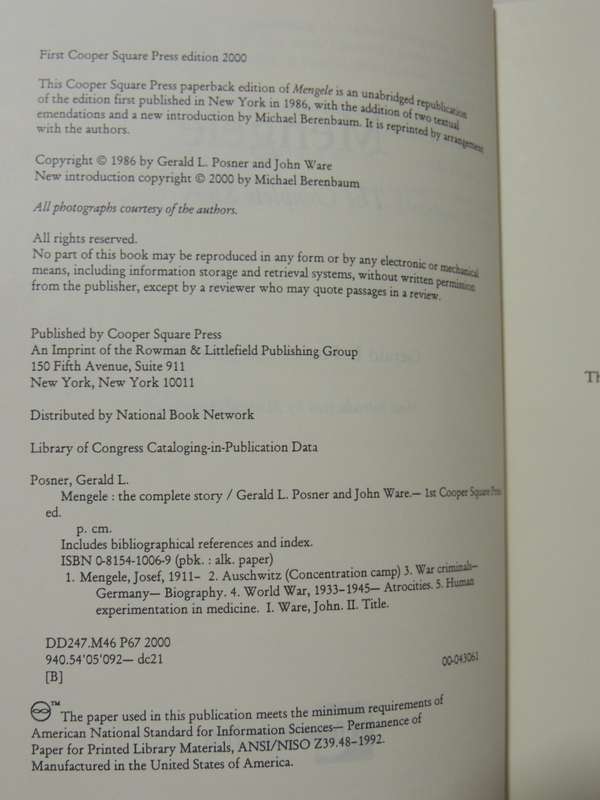 First Cooper Square Press edition 2000
This Cooper Square Press paperback edition of Mengele is an unabridged republication
of the edition first published in New York in 1986, with the addition of two textual
emendations and a new introduction by Michael Berenbaum. It is reprinted by arrangement
with the authors.
Copyright © 1986 by Gerald L. Posner and John Ware
New introduction copyright © 2000 by Michael Berenbaum
All photographs courtesy of the authors.
All rights reserved.
No part of this book may be reproduced in any form or by any electronic or mechanical
means, including information storage and retrieval systems, without written permission
from the publisher, except by a reviewer who may quote passages in a review.
Published by Cooper Square Press
An Imprint of the Rowman & Littlefield Publishing Group
150 Fifth Avenue, Suite 911
New York, New York 10011
Distributed by National Book Network
Library of Congress Cataloging-in-Publication Data
Posner, Gerald L.
Mengele : the complete story / Gerald L. Posner and John Ware.— 1st Cooper Square Press
ed.
p. cm.
Includes bibliographical references and index.
ISBN 0-8154-1006-9 (pbk. : alk. paper)
1. Mengele, Josef, 1911– 2. Auschwitz (Concentration camp) 3. War criminals—
Germany— Biography. 4. World War, 1933–1945— Atrocities. 5. Human
experimentation in medicine. I. Ware, John. II. Title.
DD247.M46 P67 2000
940.54'05'092— dc21
00-043061
[B]
™ The paper used in this publication meets the minimum requirements of
American National Standard for Information Sciences— Permanence of
Paper for Printed Library Materials, ANSI/NISO Z39.48–1992.
Manufactured in the United States of America.